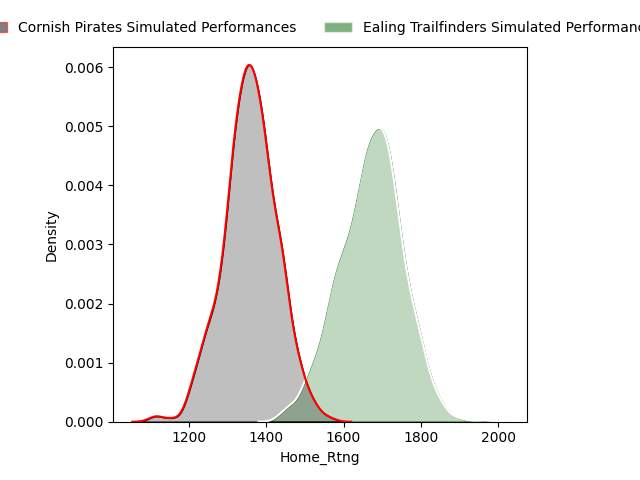 Cornish Pirates Simulated Performances Ealing Trailfinders Simulated
0.006
0.005
0.004
0.003
0.002
0.001
0.000
Density
1200 1400 1600 1800 2000
Home_Rtng